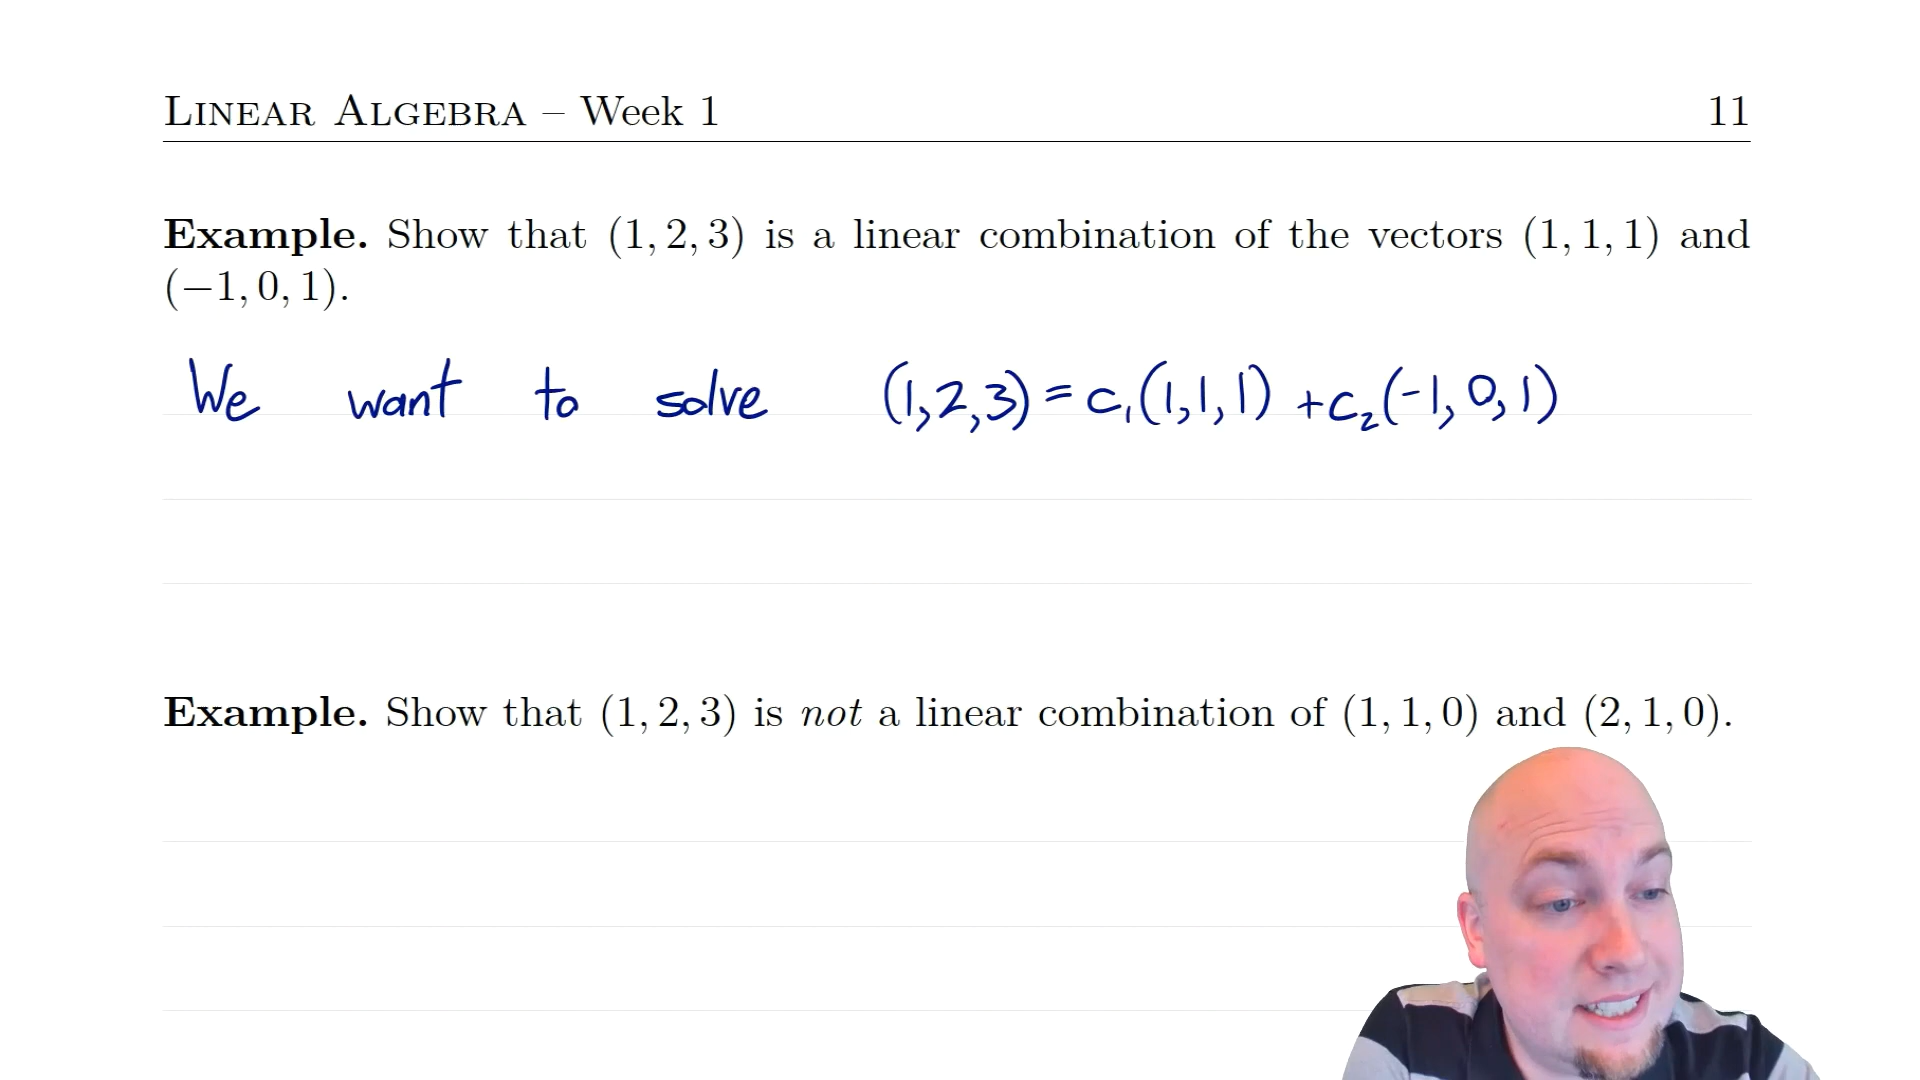 LINEAR ALGEBRA – Week 1 11
Example. Show that (1, 2, 3) is a linear combination of the vectors (1, 1, 1) and
(−1, 0, 1).
We want to solve (1,2,3) = c₁(1,1,1) + c₂(-1,0,1)
Example. Show that (1, 2, 3) is not a linear combination of (1, 1, 0) and (2, 1, 0).